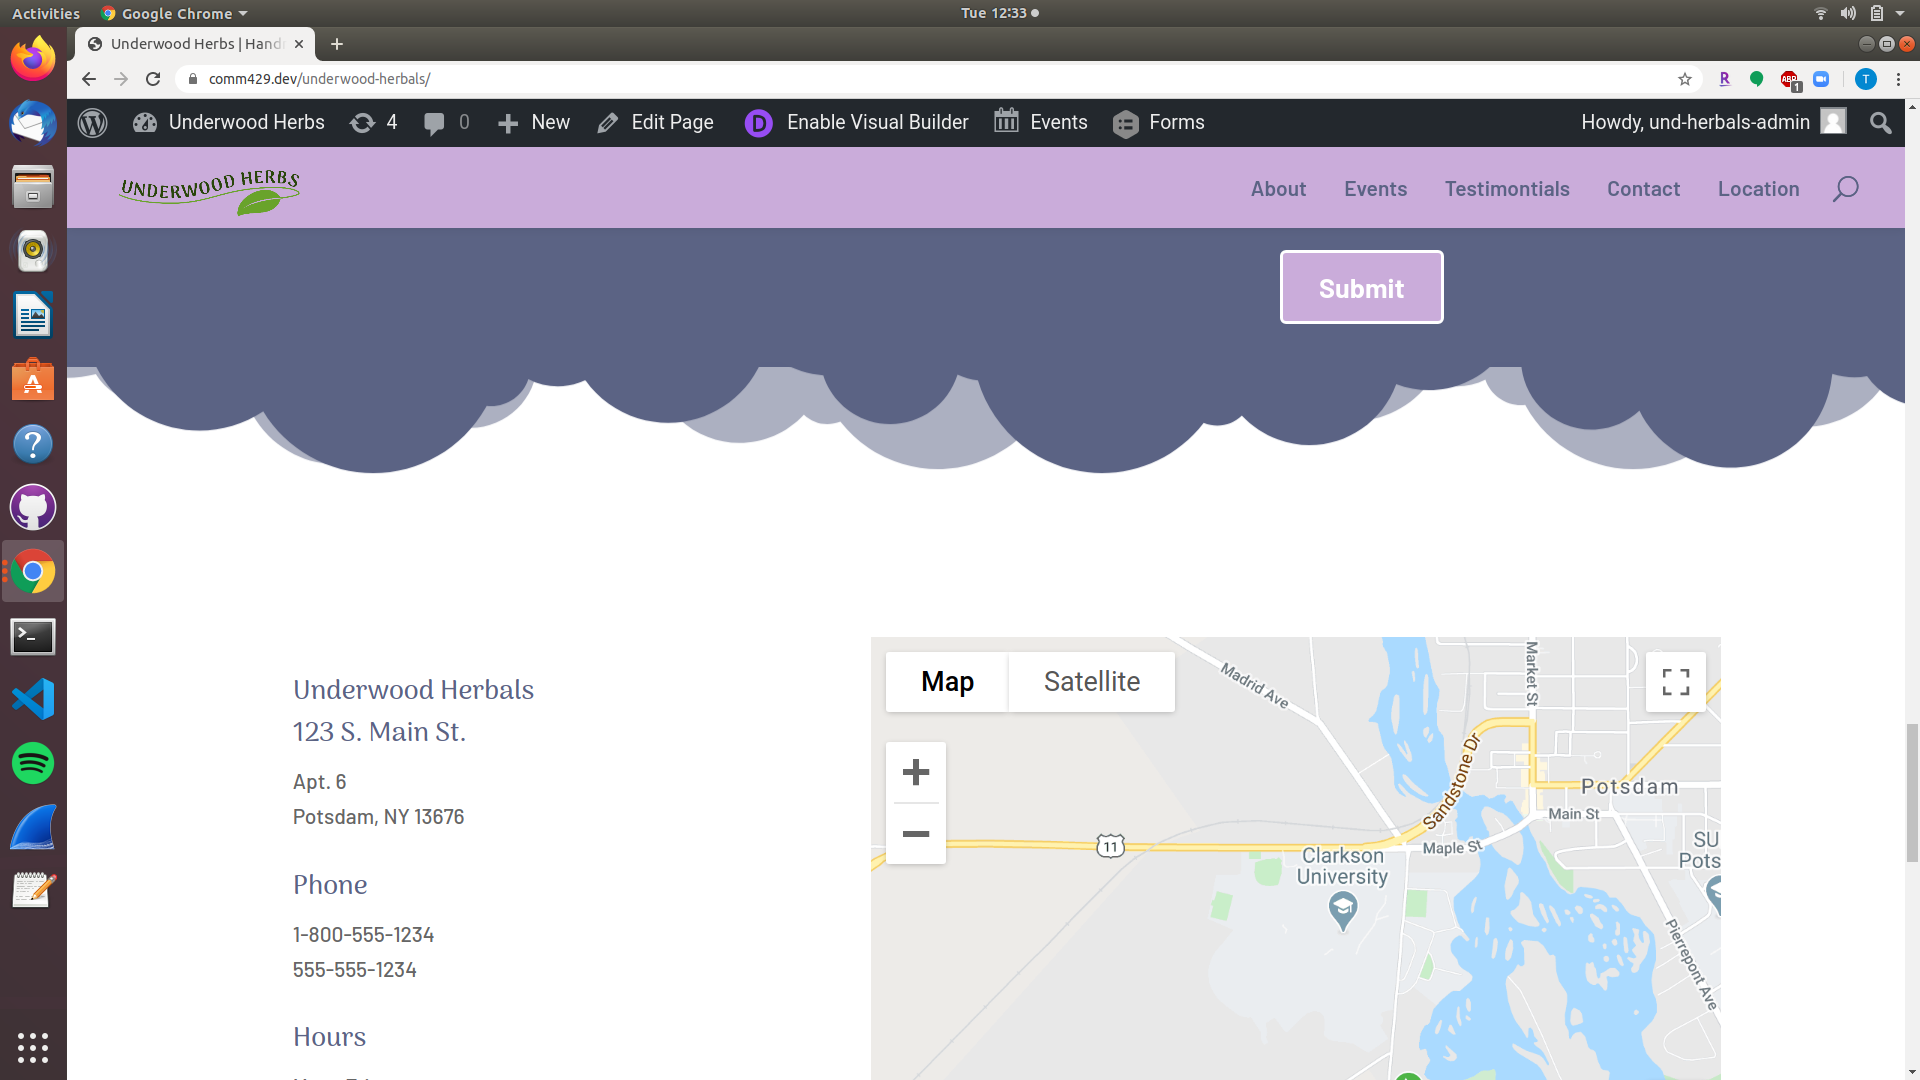 Activities
Google Chrome
Tue 12:33
Underwood Herbs | Hand
comm429.dev/underwood-herbals/
R
ABP
1
T
Underwood Herbs
4
0
New
Edit Page
D
Enable Visual Builder
Events
Forms
Howdy, und-herbals-admin
UNDERWOOD HERBS
About
Events
Testimontials
Contact
Location
Submit
Underwood Herbals
123 S. Main St.
Apt. 6
Potsdam, NY 13676
Phone
1-800-555-1234
555-555-1234
Hours
Map
Satellite
Madrid Ave
Market St
Sandstone Dr
Potsdam
Main St
Maple St
11
Clarkson
University
SU
Pots
Pierrepont Ave